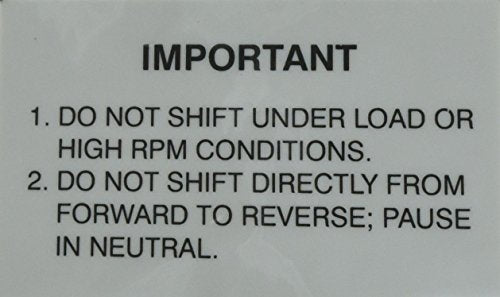 IMPORTANT
1. DO NOT SHIFT UNDER LOAD OR
HIGH RPM CONDITIONS.
2. DO NOT SHIFT DIRECTLY FROM
FORWARD TO REVERSE; PAUSE
IN NEUTRAL.